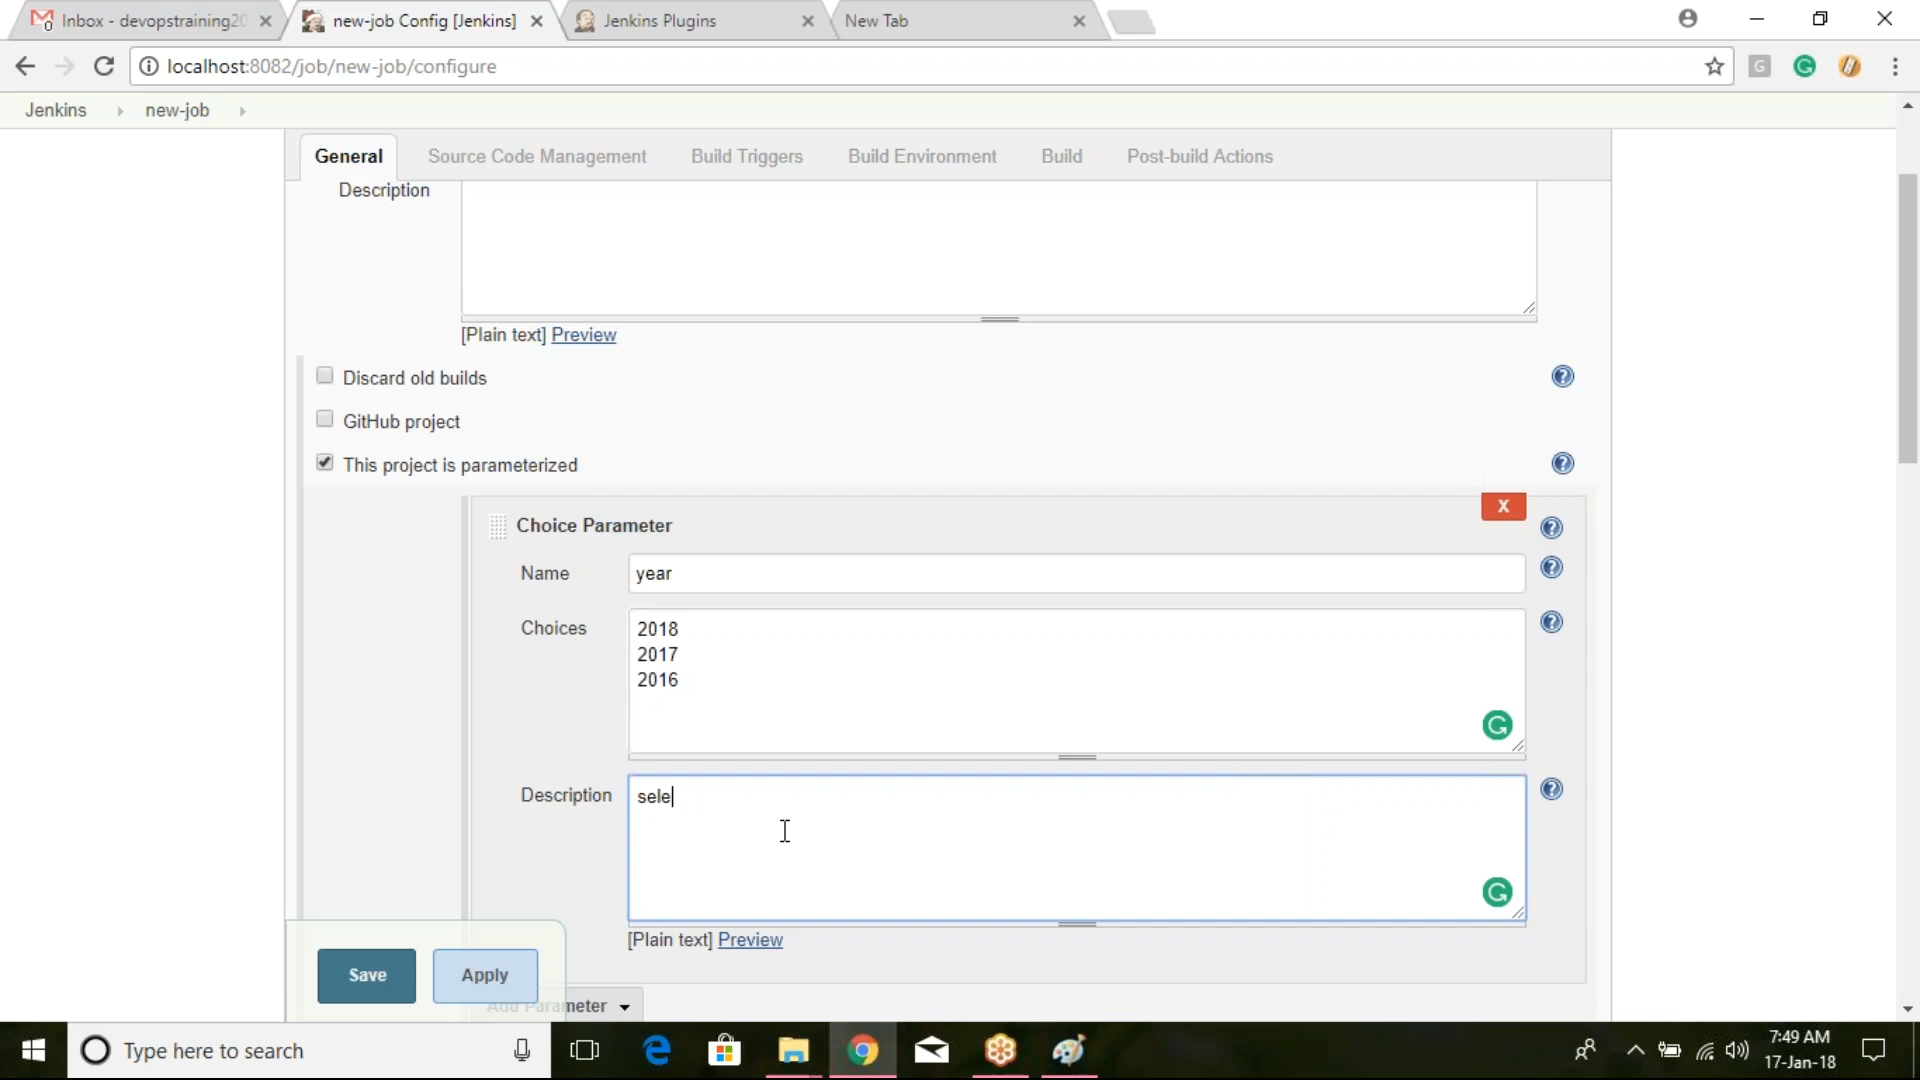 Inbox - devopstraining20
new-job Config [Jenkins]
Jenkins Plugins
New Tab
localhost:8082/job/new-job/configure
Jenkins
new-job
General
Source Code Management
Build Triggers
Build Environment
Build
Post-build Actions
Description
[Plain text] Preview
Discard old builds
GitHub project
This project is parameterized
X
Choice Parameter
Name
year
Choices
2018
2017
2016
Description
sele
[Plain text] Preview
Save
Apply
Add Parameter
Type here to search
7:49 AM
17-Jan-18